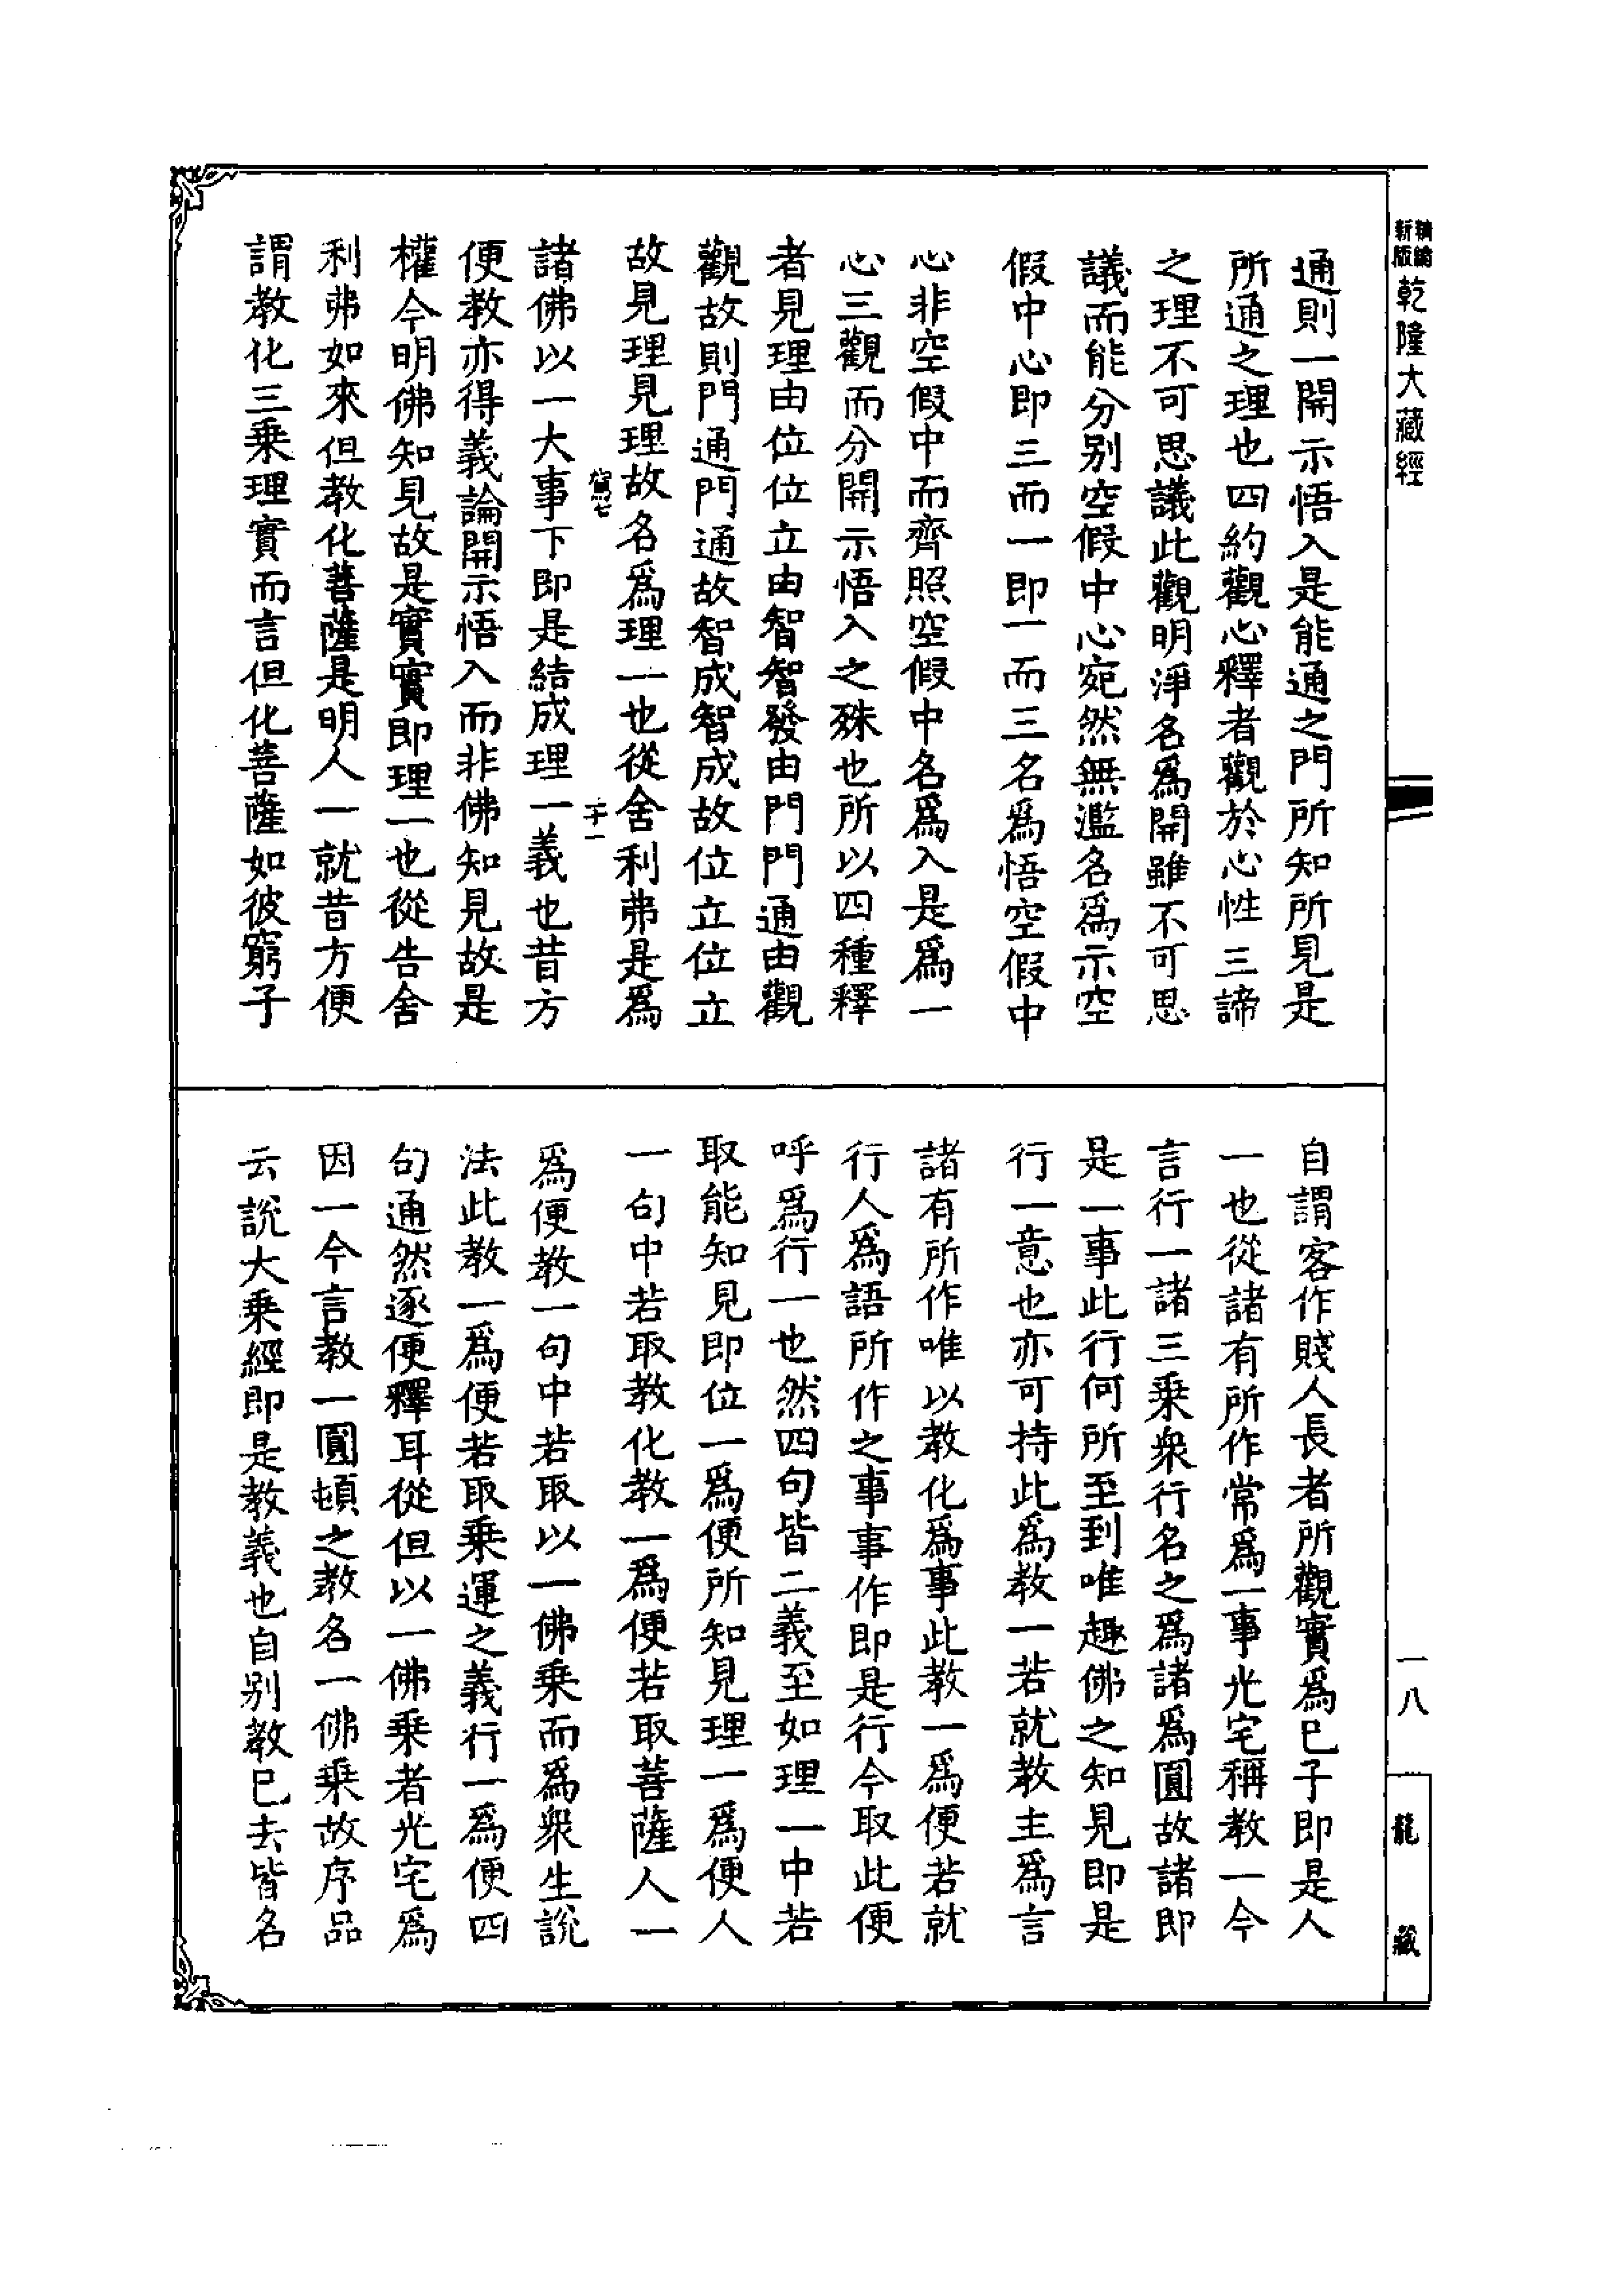 新編縮版
乾隆大藏經
通則一開示悟入是能通之門所知所見是
所通之理也四約觀心釋者觀於心性三諦
之理不可思議此觀明淨名爲開雖不可思
議而能分别空假中心宛然無濫名爲示空
假中心即三而一即一而三名爲悟空假中
心非空假中而齊照空假中名爲入是爲一
心三觀而分開示悟入之殊也所以四種釋
者見理由位位立由智智發由門門通由觀
觀故則門通門通故智成智成故位立位立
故見理見理故名爲理一也從舍利弗是爲
十一
諸佛以一大事下即是結成理一義也昔方
便教亦得義論開示悟入而非佛知見故是
權今明佛知見故是實實即理一也從告舍
利弗如來但教化菩薩是明人一就昔方便
謂教化三乗理實而言但化菩薩如彼窮子
自謂客作賤人長者所觀實爲已子即是人
一也從諸有所作常爲一事光宅稱教一今
言行一諸三乗衆行名之爲諸爲圓故諸即
是一事此行何所至到唯趣佛之知見即是
行一意也亦可持此爲教一若就教主爲言
諸有所作唯以教化爲事此教一爲便若就
行人爲語所作之事事作即是行今取此便
呼爲行一也然四句皆二義至如理一中若
取能知見即位一爲便所知見理一爲便人
一句中若取教化教一爲便若取菩薩人一
爲便教一句中若取以一佛乗而爲衆生說
法此教一爲便若取乗運之義行一爲便四
句通然逐便釋耳從但以一佛乗者光宅爲
因一今言教一圓頓之教名一佛乗故序品
云說大乗經即是教義也自别教已去皆名
一八
龍藏